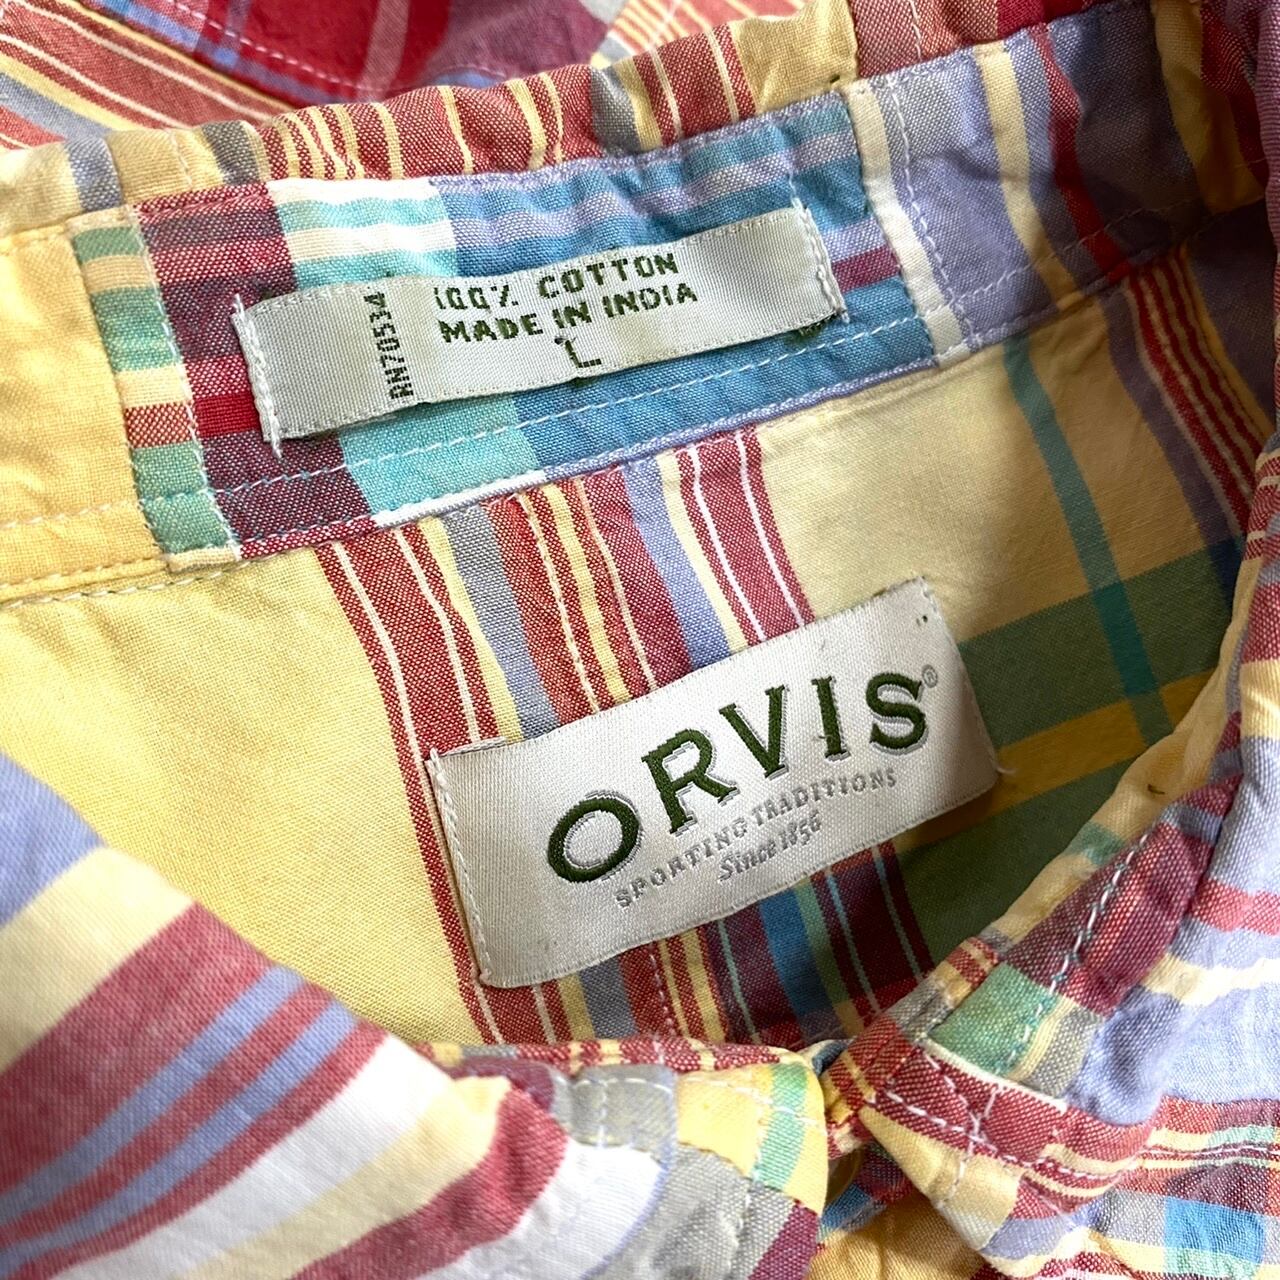 RN70534
100% COTTON
MADE IN INDIA
L
ORVIS®
SPORTING TRADITIONS
Since 1856